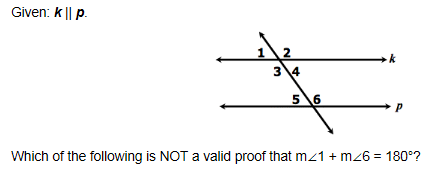 Given: k || p.
1 2
k
3 4
5 6
p
Which of the following is NOT a valid proof that m∠1 + m∠6 = 180°?